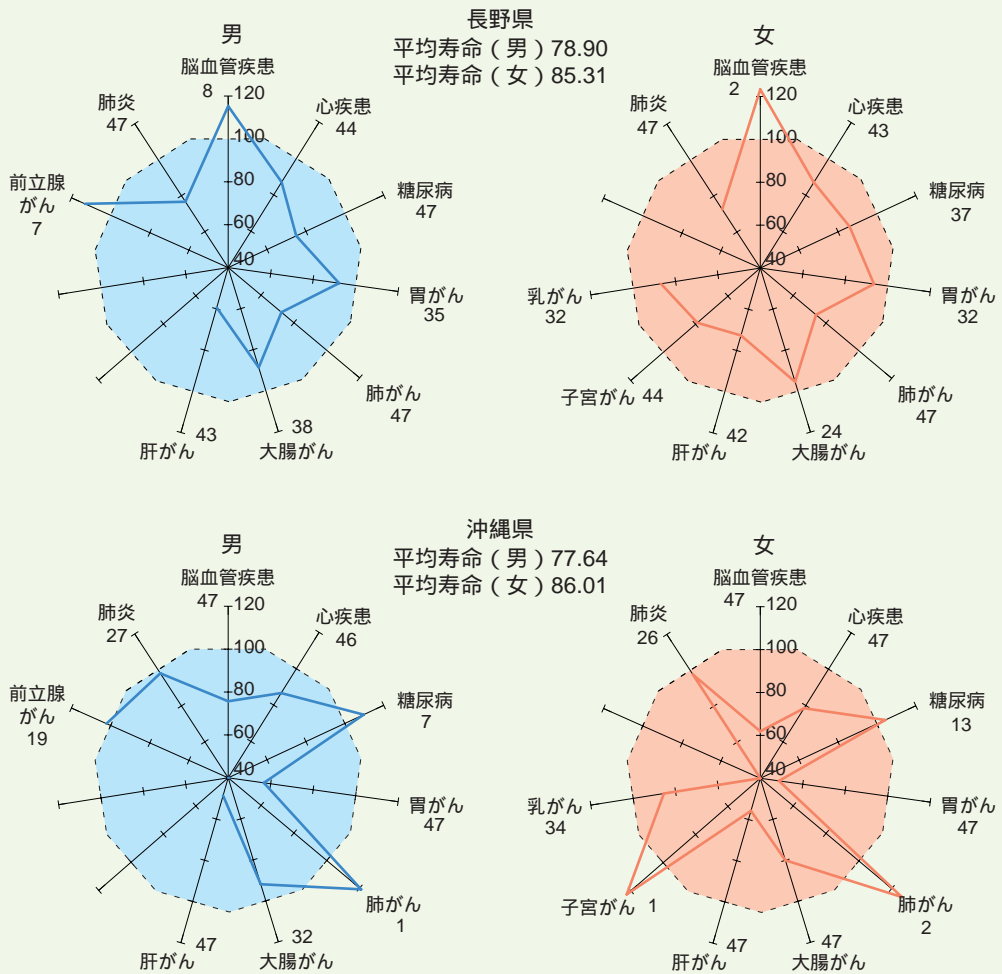 長野県
平均寿命（男）78.90
平均寿命（女）85.31
男
脳血管疾患
8
120
100
80
60
40
心疾患
44
糖尿病
47
胃がん
35
肺がん
47
38
大腸がん
43
肝がん
前立腺
がん
7
肺炎
47
女
脳血管疾患
2
120
100
80
60
40
心疾患
43
糖尿病
37
胃がん
32
肺がん
47
24
大腸がん
42
肝がん
子宮がん 44
乳がん
32
肺炎
47
沖縄県
平均寿命（男）77.64
平均寿命（女）86.01
男
脳血管疾患
47
120
100
80
60
40
心疾患
46
糖尿病
7
胃がん
47
肺がん
1
32
大腸がん
47
肝がん
前立腺
がん
19
肺炎
27
女
脳血管疾患
47
120
100
80
60
40
心疾患
47
糖尿病
13
胃がん
47
肺がん
2
47
大腸がん
47
肝がん
子宮がん 1
乳がん
34
肺炎
26